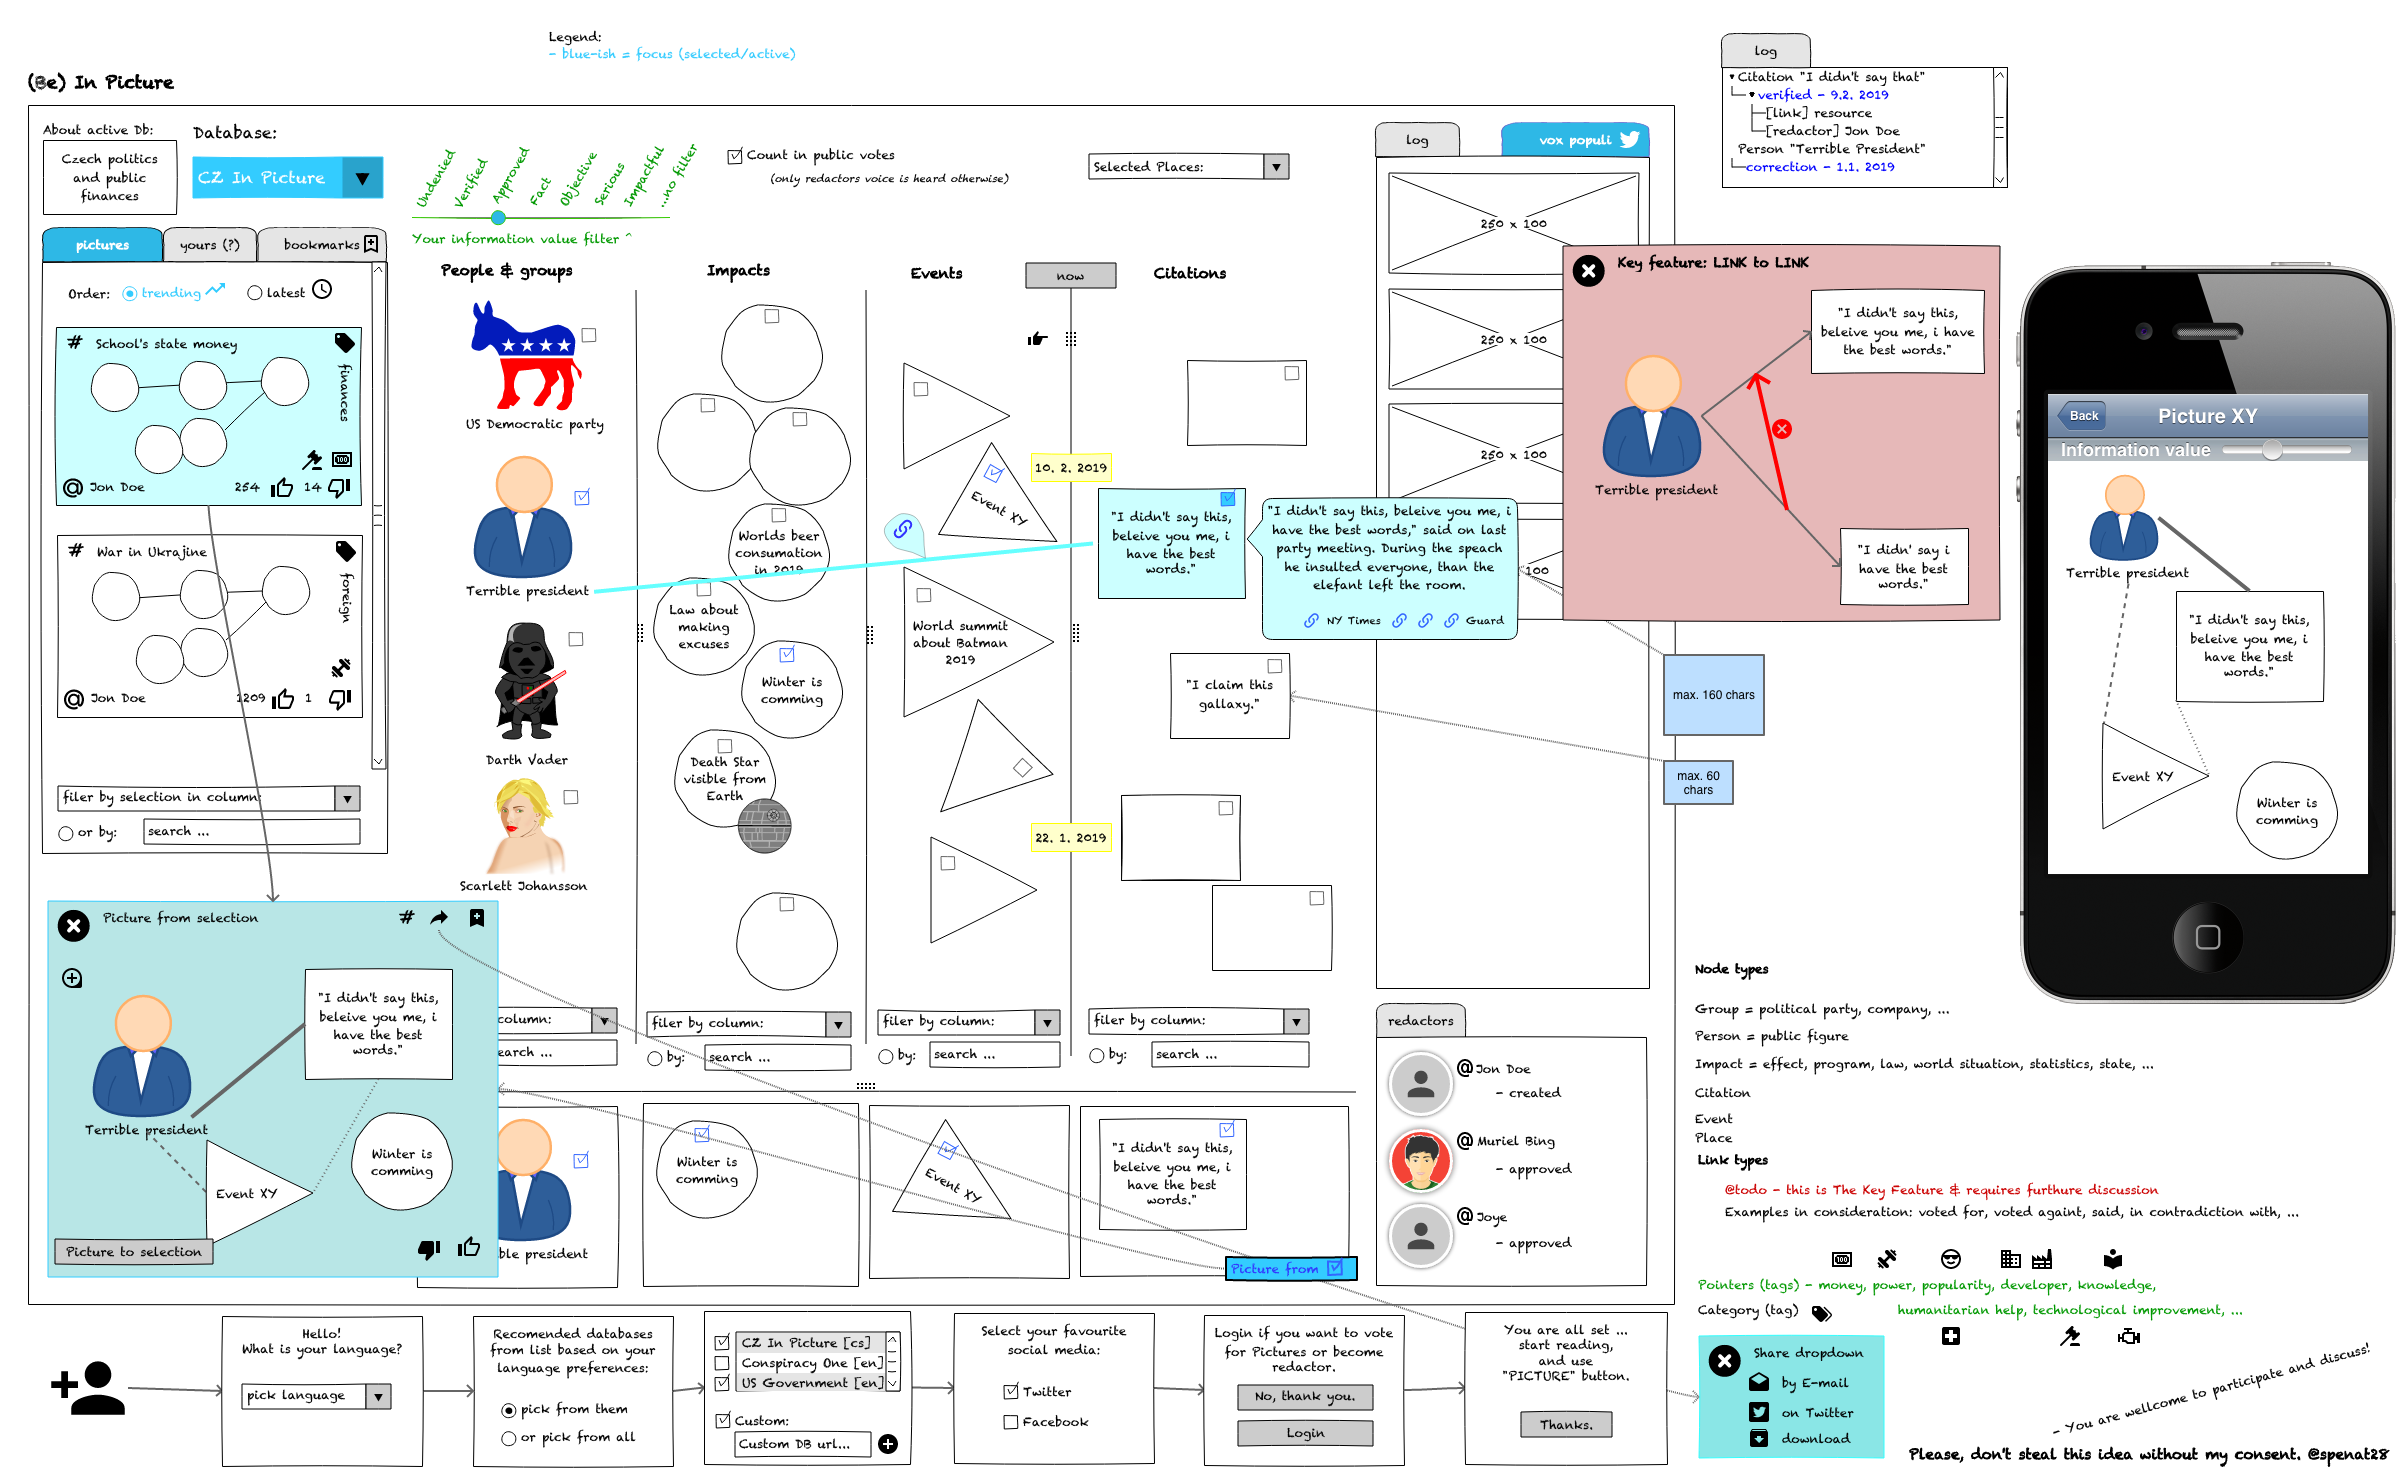 Legend:
- blue-ish = focus (selected/active)
(Be) In Picture
About active Db:
Czech politics
and public
finances
Database:
CZ In Picture
Undenied
Verified
Approved
Fact
Objective
Serious
Impactful
...no filter
Your information value filter ^
Count in public votes
(only redactors voice is heard otherwise)
Selected Places:
log
vox populi
log
Citation "I didn't say that"
verified - 9.2. 2019
[link] resource
[redactor] Jon Doe
Person "Terrible President"
correction - 1.1. 2019
pictures
yours (?)
bookmarks
Order:
trending
latest
# School's state money
finances
@ Jon Doe
254
14
# War in Ukrajine
foreign
@ Jon Doe
1209
1
filer by selection in column:
or by:
search ...
People & groups
US Democratic party
Terrible president
Darth Vader
Scarlett Johansson
column:
earch ...
Impacts
Worlds beer
consumation
in 2019
Law about
making
excuses
Winter is
comming
Death Star
visible from
Earth
filer by column:
by:
search ...
Events
Event XY
World summit
about Batman
2019
filer by column:
by:
search ...
now
10. 2. 2019
22. 1. 2019
Citations
"I didn't say this,
beleive you me, i
have the best
words."
"I claim this
gallaxy."
filer by column:
by:
search ...
250 x 100
250 x 100
250 x 100
100
"I didn't say this, beleive you me, i
have the best words," said on last
party meeting. During the speach
he insulted everyone, than the
elefant left the room.
NY Times
Guard
Key feature: LINK to LINK
"I didn't say this,
beleive you me, i have
the best words."
Terrible president
"I didn' say i
have the best
words."
max. 160 chars
max. 60
chars
Back
Picture XY
Information value
Terrible president
"I didn't say this,
beleive you me, i
have the best
words."
Event XY
Winter is
comming
Picture from selection
#
"I didn't say this,
beleive you me, i
have the best
words."
Terrible president
Event XY
Winter is
comming
Picture to selection
ble president
Winter is
comming
Event XY
"I didn't say this,
beleive you me, i
have the best
words."
Picture from
redactors
@Jon Doe
- created
@Muriel Bing
- approved
@Joye
- approved
Node types
Group = political party, company, ...
Person = public figure
Impact = effect, program, law, world situation, statistics, state, ...
Citation
Event
Place
Link types
@todo - this is The Key Feature & requires furthure discussion
Examples in consideration: voted for, voted againt, said, in contradiction with, ...
100
Pointers (tags) - money, power, popularity, developer, knowledge,
humanitarian help, technological improvement, ...
Category (tag)
Share dropdown
by E-mail
on Twitter
download
- You are wellcome to participate and discuss!
Please, don't steal this idea without my consent. @spenat28
Hello!
What is your language?
pick language
Recomended databases
from list based on your
language preferences:
pick from them
or pick from all
CZ In Picture [cs]
Conspiracy One [en]
US Government [en]
Custom:
Custom DB url...
Select your favourite
social media:
Twitter
Facebook
Login if you want to vote
for Pictures or become
redactor.
No, thank you.
Login
You are all set ...
start reading,
and use
"PICTURE" button.
Thanks.